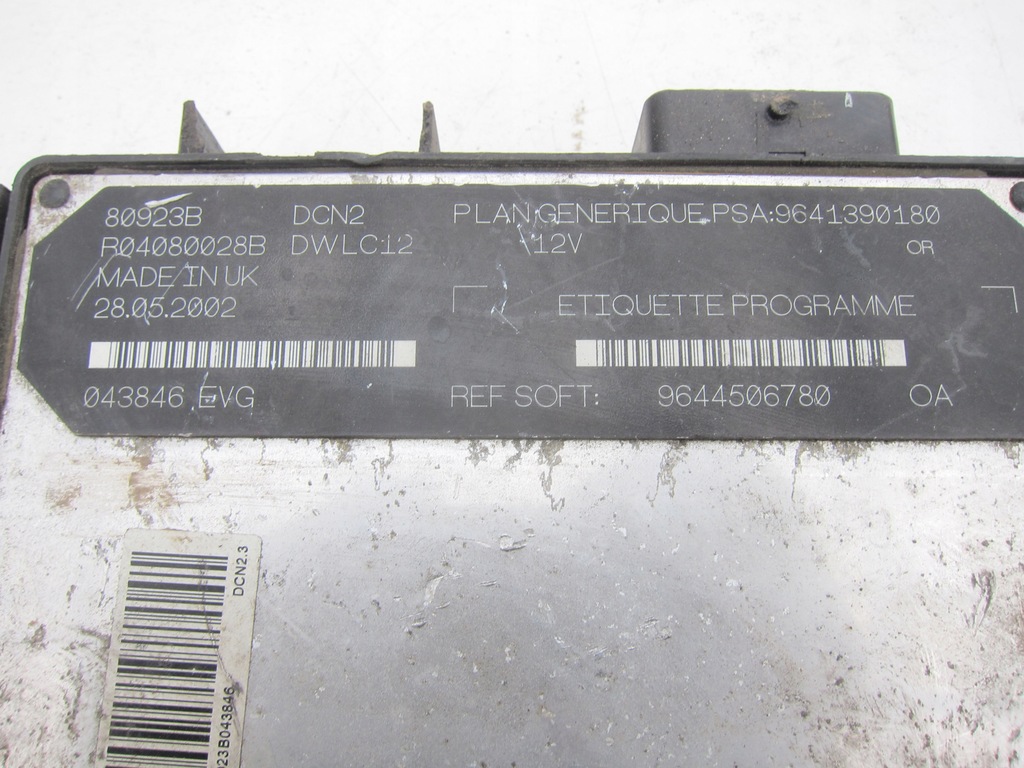 80923B DCN2 PLAN.GENERIQUE.PSA:9641390180
R04080028B DWLC12 12V OR
MADE IN UK
28.05.2002 ETIQUETTE PROGRAMME
043846 EVG REF SOFT: 9644506780 OA
DCN2.3
23B043846